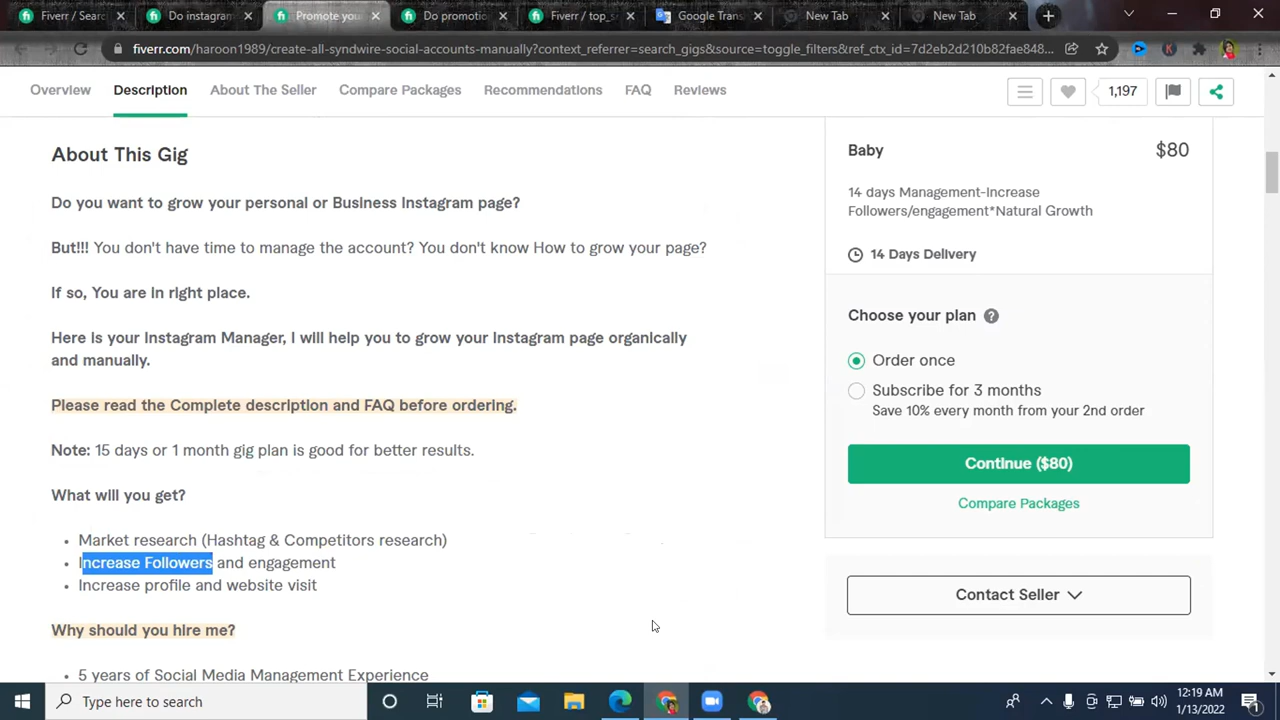 Fiverr / Searc
Do instagram
Promote you
Do promotion
Fiverr / top_s
Google Trans
New Tab
New Tab
fiverr.com/haroon1989/create-all-syndwire-social-accounts-manually?context_referrer=search_gigs&source=toggle_filters&ref_ctx_id=7d2eb2d210b82fae848...
Overview
Description
About The Seller
Compare Packages
Recommendations
FAQ
Reviews
1,197
About This Gig
Do you want to grow your personal or Business Instagram page?
But!!! You don't have time to manage the account? You don't know How to grow your page?
If so, You are in right place.
Here is your Instagram Manager, I will help you to grow your Instagram page organically
and manually.
Please read the Complete description and FAQ before ordering.
Note: 15 days or 1 month gig plan is good for better results.
What will you get?
Market research (Hashtag & Competitors research)
Increase Followers and engagement
Increase profile and website visit
Why should you hire me?
5 years of Social Media Management Experience
Baby
$80
14 days Management-Increase
Followers/engagement*Natural Growth
14 Days Delivery
Choose your plan
Order once
Subscribe for 3 months
Save 10% every month from your 2nd order
Continue ($80)
Compare Packages
Contact Seller
Type here to search
12:19 AM
1/13/2022